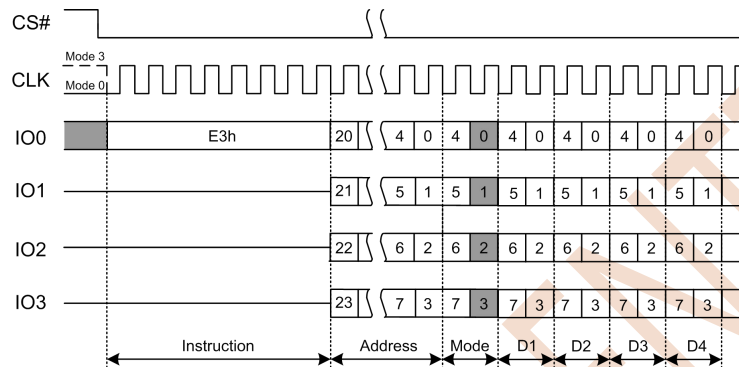 CS#
Mode 3
CLK
Mode 0
IO0 E3h 20 4 0 4 0 4 0 4 0 4 0 4 0
IO1 21 5 1 5 1 5 1 5 1 5 1 5 1
IO2 22 6 2 6 2 6 2 6 2 6 2 6 2
IO3 23 7 3 7 3 7 3 7 3 7 3 7 3
Instruction Address Mode D1 D2 D3 D4